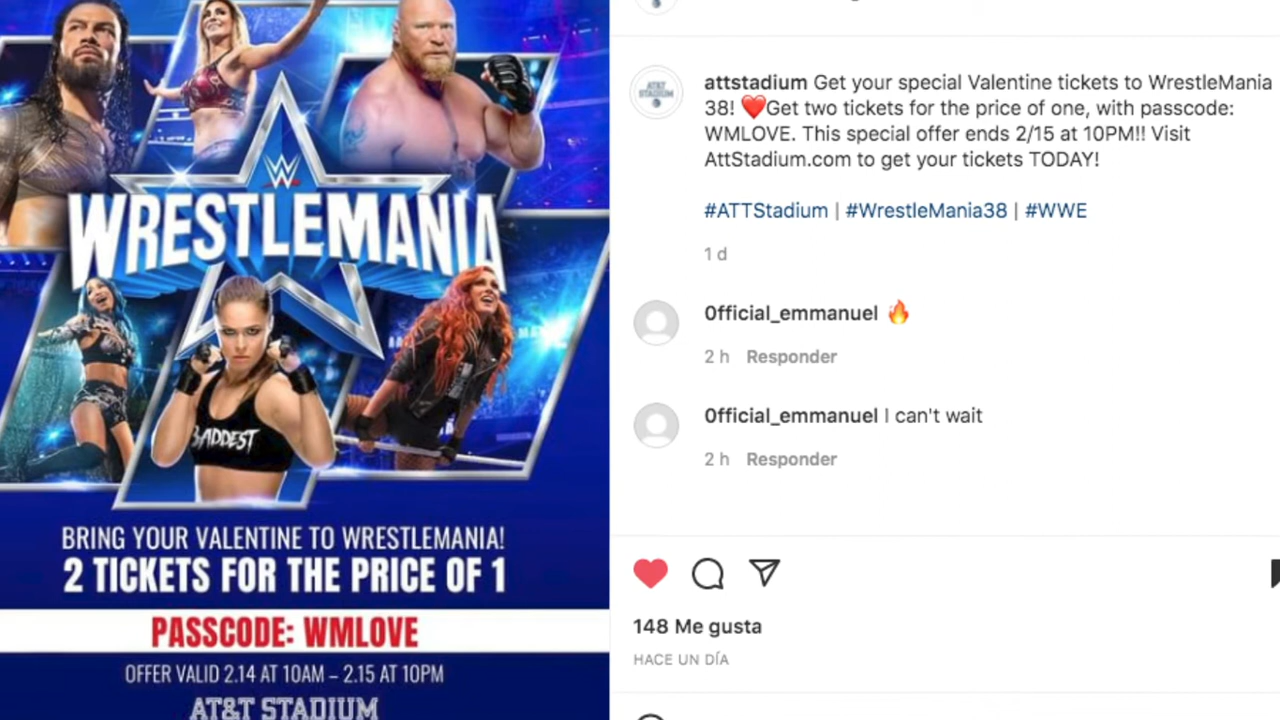 WRESTLEMANIA
BADDEST
BRING YOUR VALENTINE TO WRESTLEMANIA!
2 TICKETS FOR THE PRICE OF 1
PASSCODE: WMLOVE
OFFER VALID 2.14 AT 10AM – 2.15 AT 10PM
AT&T STADIUM
AT&T
STADIUM
attstadium Get your special Valentine tickets to WrestleMania
38! ❤️Get two tickets for the price of one, with passcode:
WMLOVE. This special offer ends 2/15 at 10PM!! Visit
AttStadium.com to get your tickets TODAY!
#ATTStadium | #WrestleMania38 | #WWE
1 d
0fficial_emmanuel 🔥
2 h Responder
0fficial_emmanuel I can't wait
2 h Responder
148 Me gusta
HACE UN DÍA